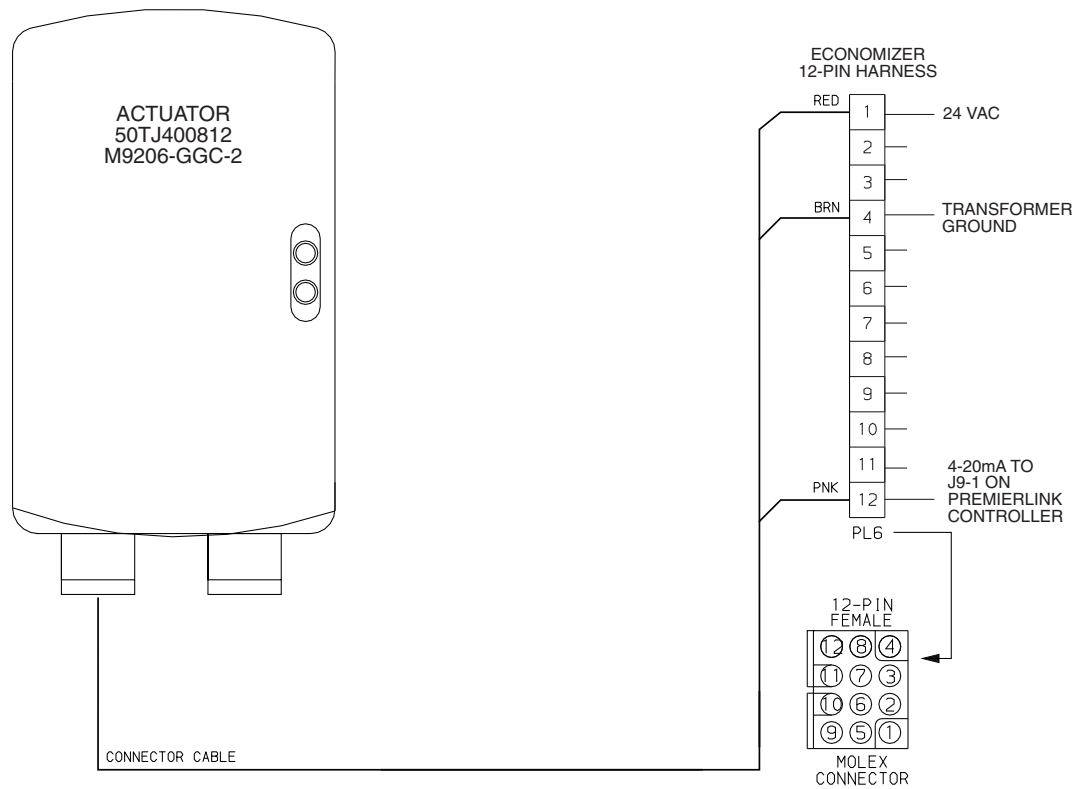 ACTUATOR
50TJ400812
M9206-GGC-2
ECONOMIZER
12-PIN HARNESS
RED
1
24 VAC
2
3
BRN
4
TRANSFORMER
GROUND
5
6
7
8
9
10
11
PNK
12
4-20mA TO
J9-1 ON
PREMIERLINK
CONTROLLER
PL6
12-PIN
FEMALE
12 8 4
11 7 3
10 6 2
9 5 1
MOLEX
CONNECTOR
CONNECTOR CABLE